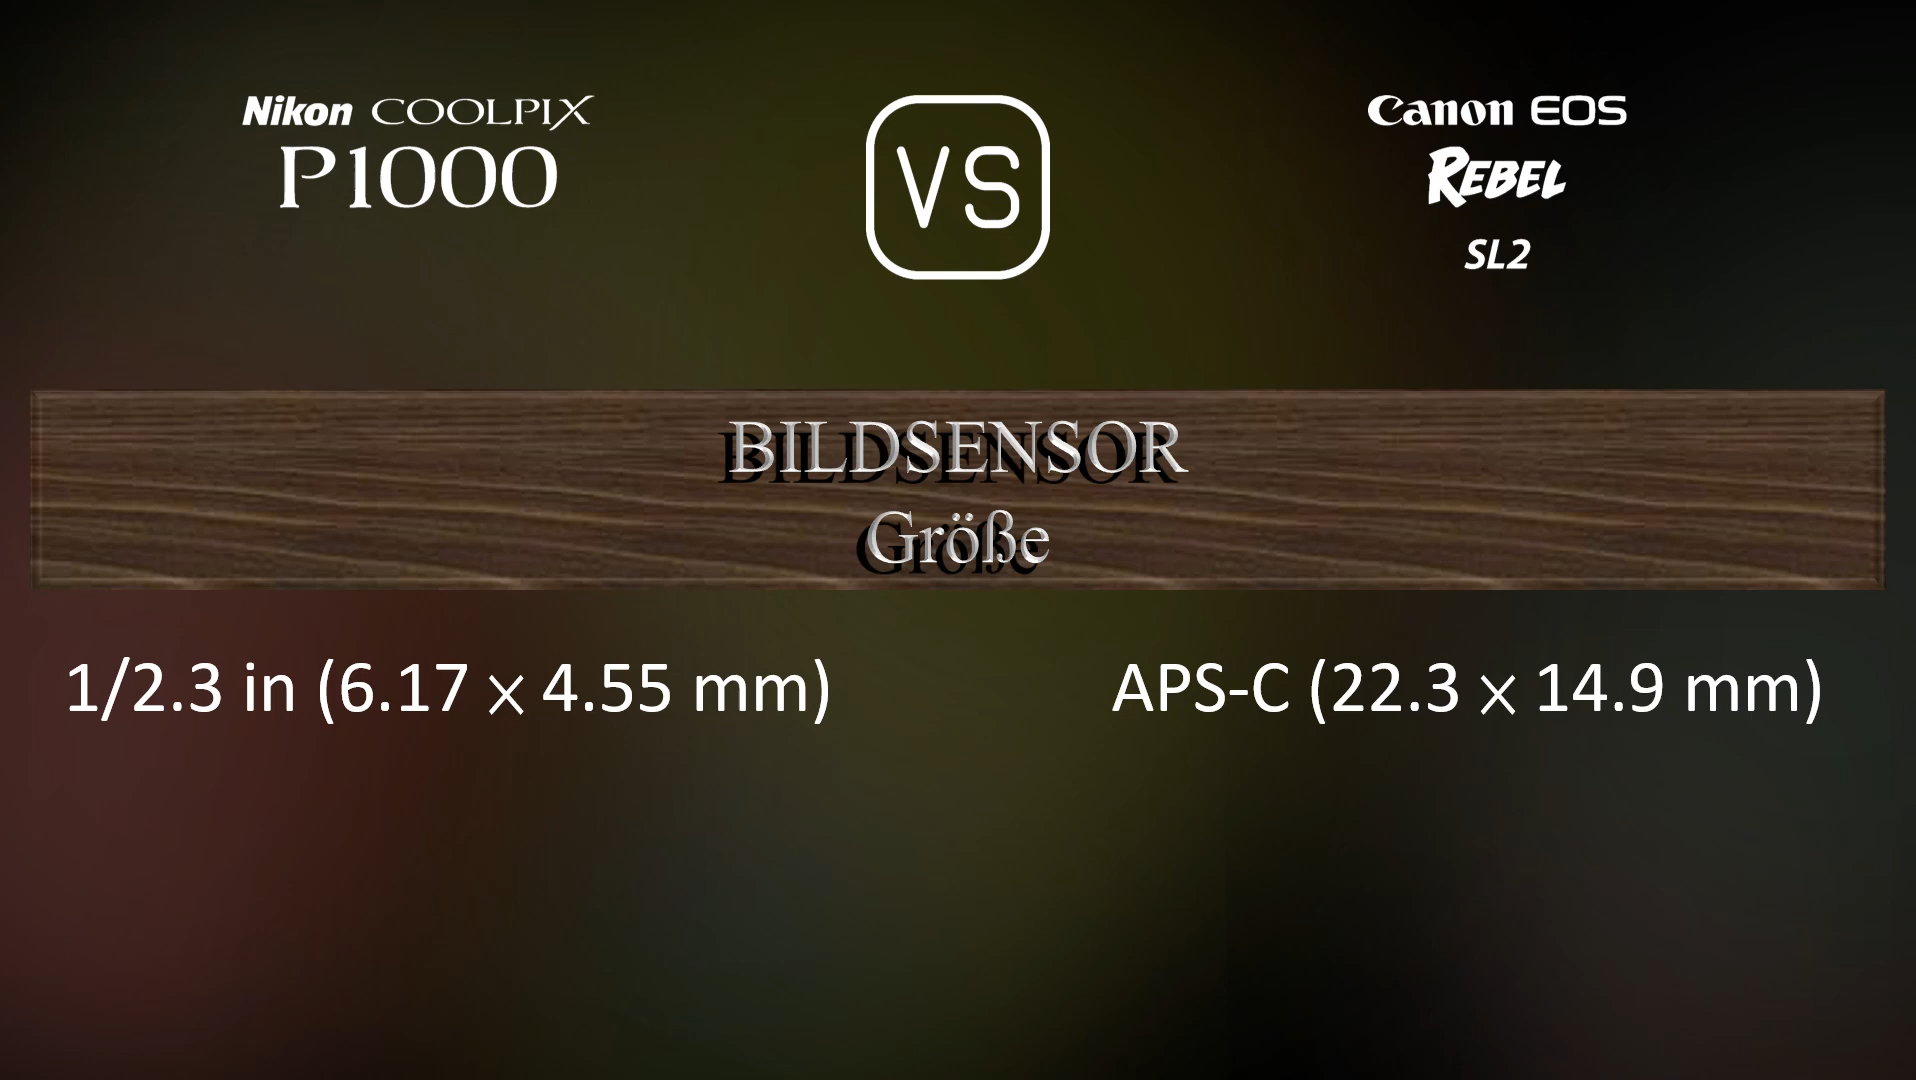 Nikon COOLPIX
P1000
VS
Canon EOS
REBEL
SL2
BILDSENSOR
Größe
1/2.3 in (6.17 x 4.55 mm)
APS-C (22.3 x 14.9 mm)